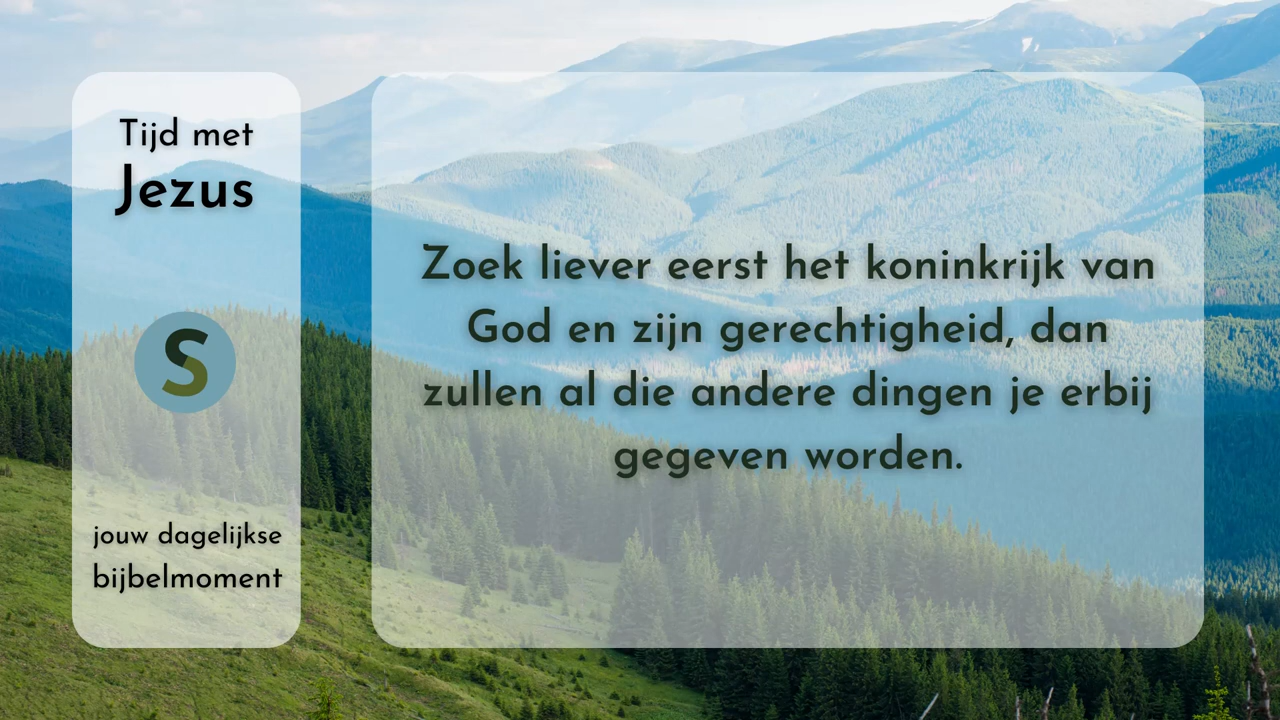 Tijd met
Jezus
S
jouw dagelijkse
bijbelmoment
Zoek liever eerst het koninkrijk van
God en zijn gerechtigheid, dan
zullen al die andere dingen je erbij
gegeven worden.